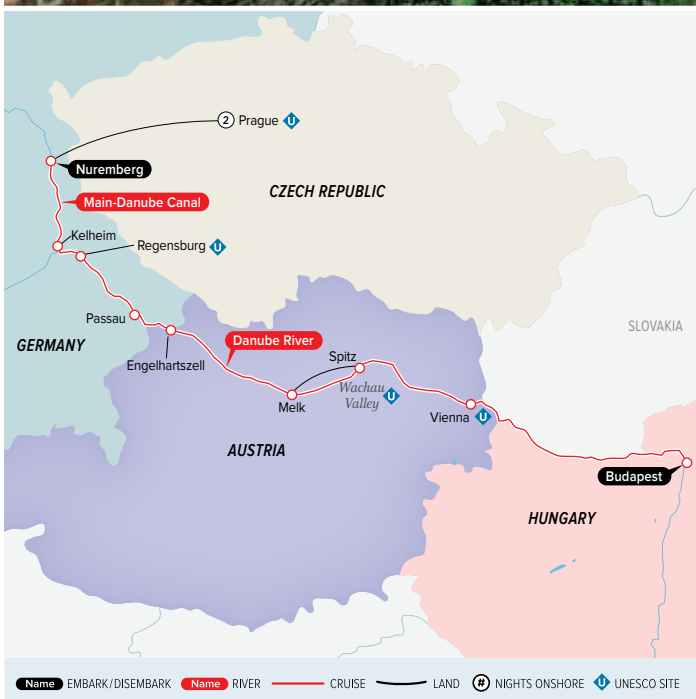 2 Prague U
Nuremberg
CZECH REPUBLIC
Main-Danube Canal
Kelheim
Regensburg U
Passau
SLOVAKIA
GERMANY
Danube River
Engelhartszell
Spitz
Wachau
Valley U
Melk
Vienna U
AUSTRIA
Budapest
HUNGARY
Name EMBARK/DISEMBARK Name RIVER CRUISE LAND # NIGHTS ONSHORE U UNESCO SITE